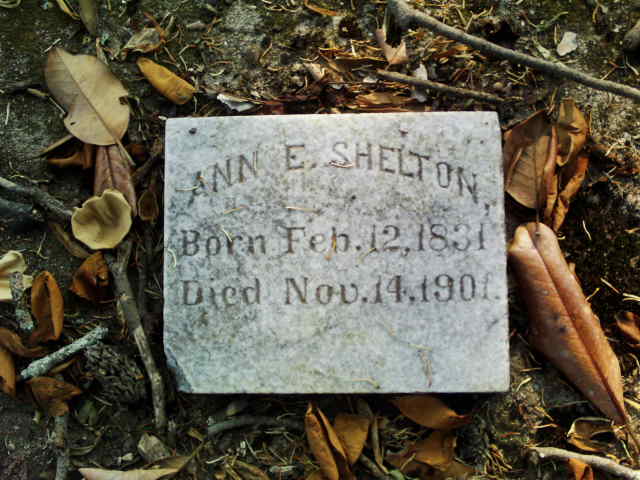 ANN E. SHELTON,
Born Feb. 12, 1831
Died Nov. 14, 1901.